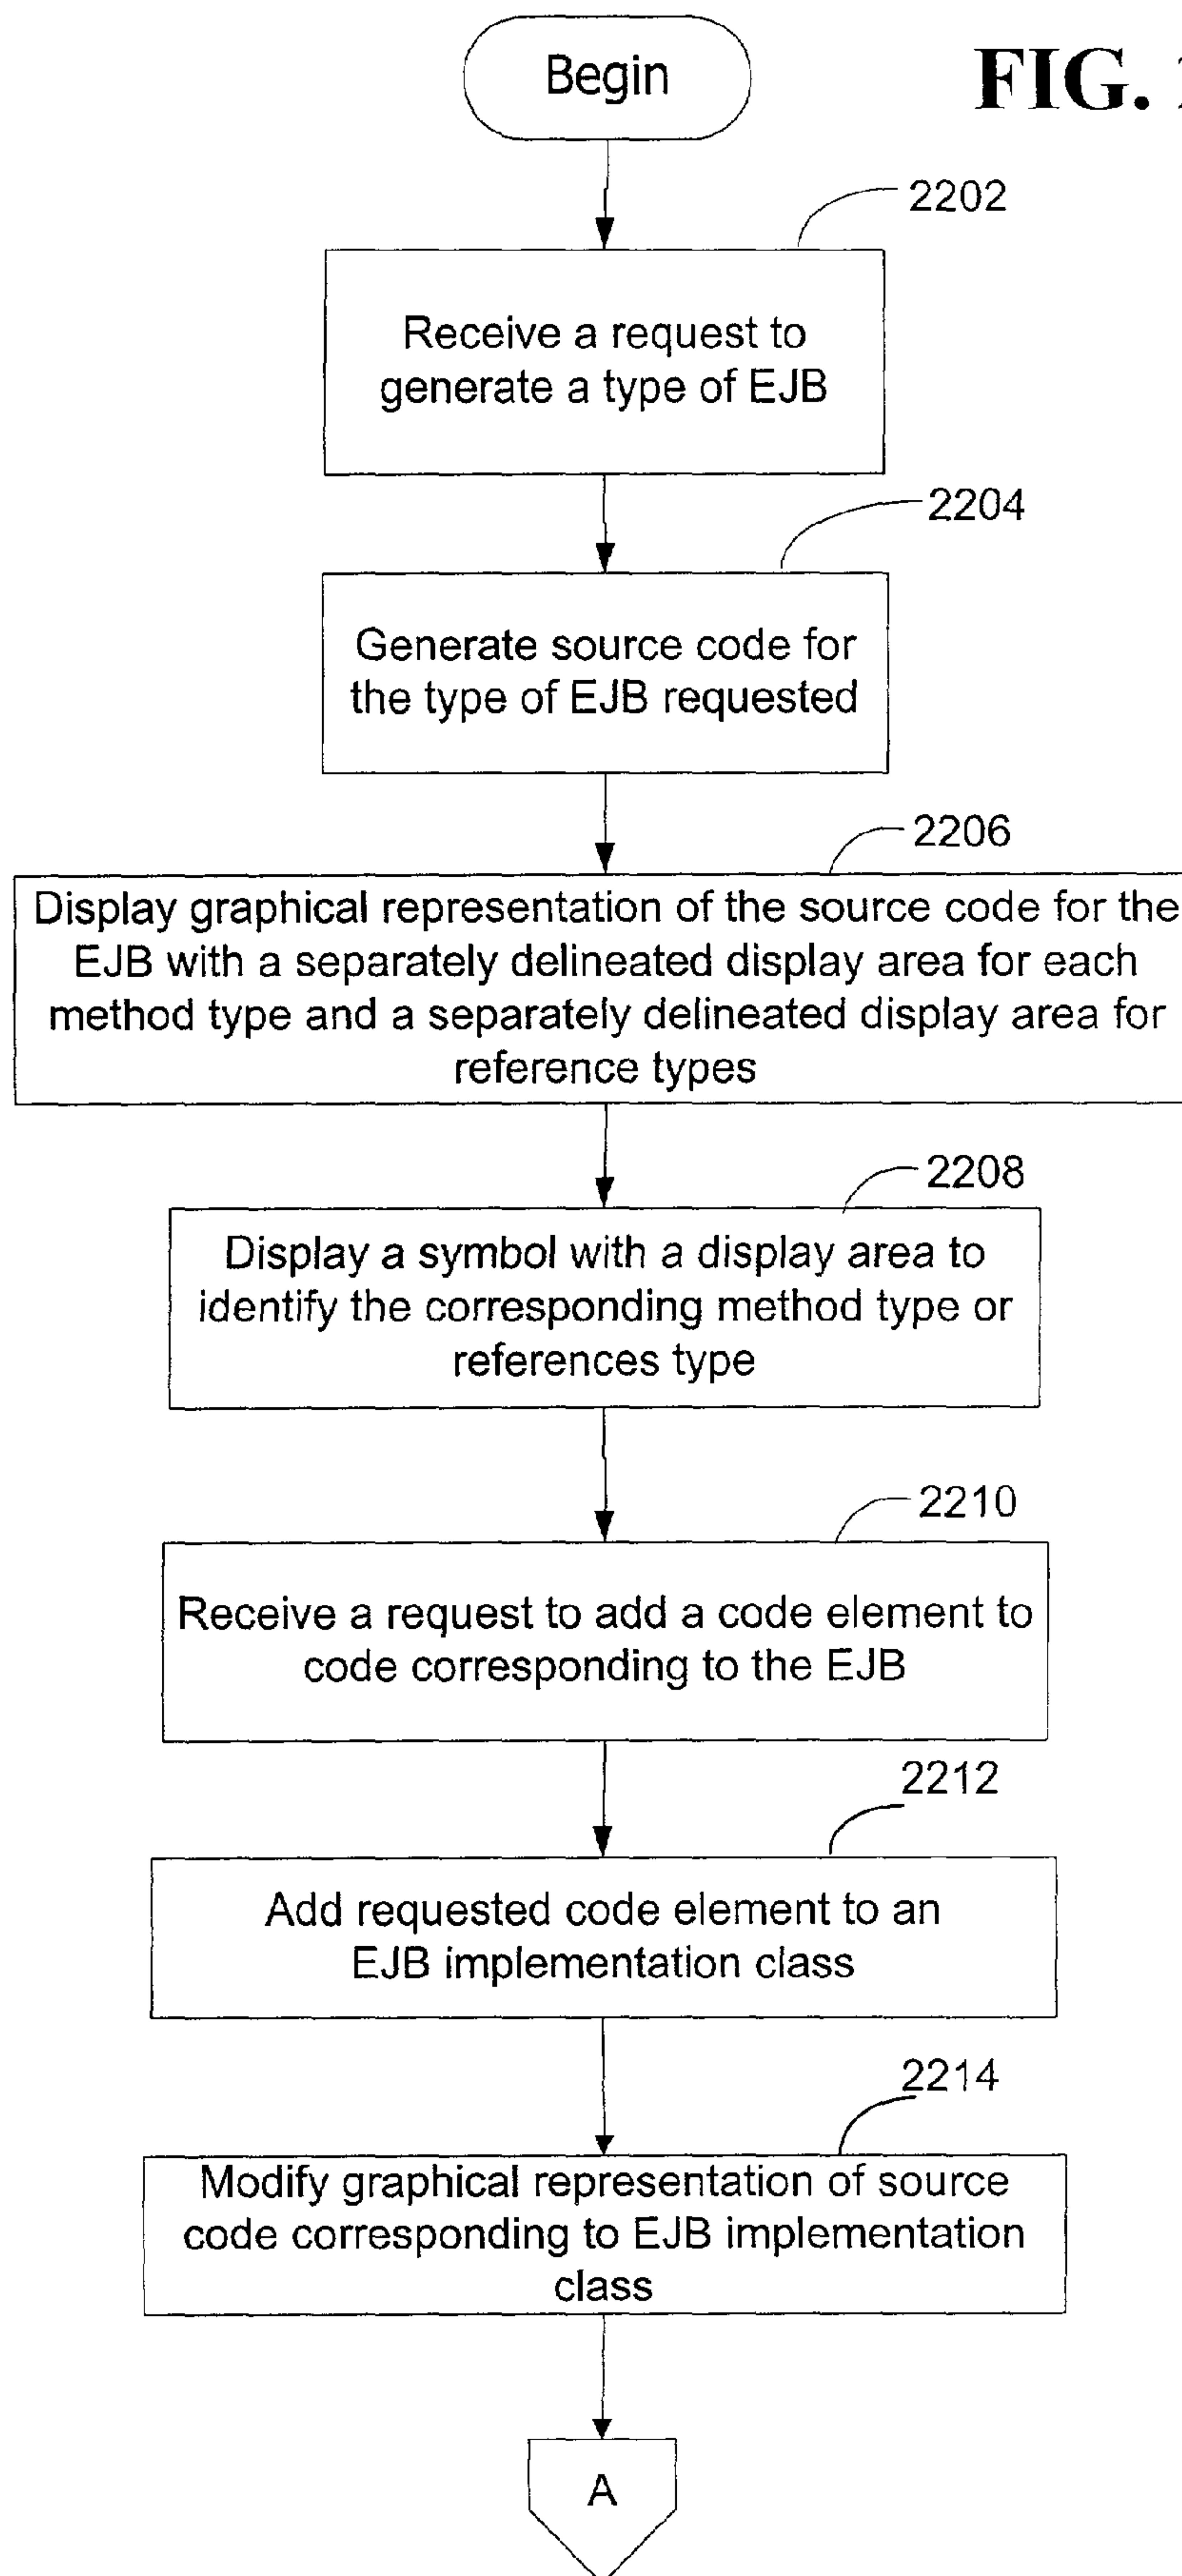 Begin
FIG.
2202
Receive a request to
generate a type of EJB
2204
Generate source code for
the type of EJB requested
2206
Display graphical representation of the source code for the
EJB with a separately delineated display area for each
method type and a separately delineated display area for
reference types
2208
Display a symbol with a display area to
identify the corresponding method type or
references type
2210
Receive a request to add a code element to
code corresponding to the EJB
2212
Add requested code element to an
EJB implementation class
2214
Modify graphical representation of source
code corresponding to EJB implementation
class
A